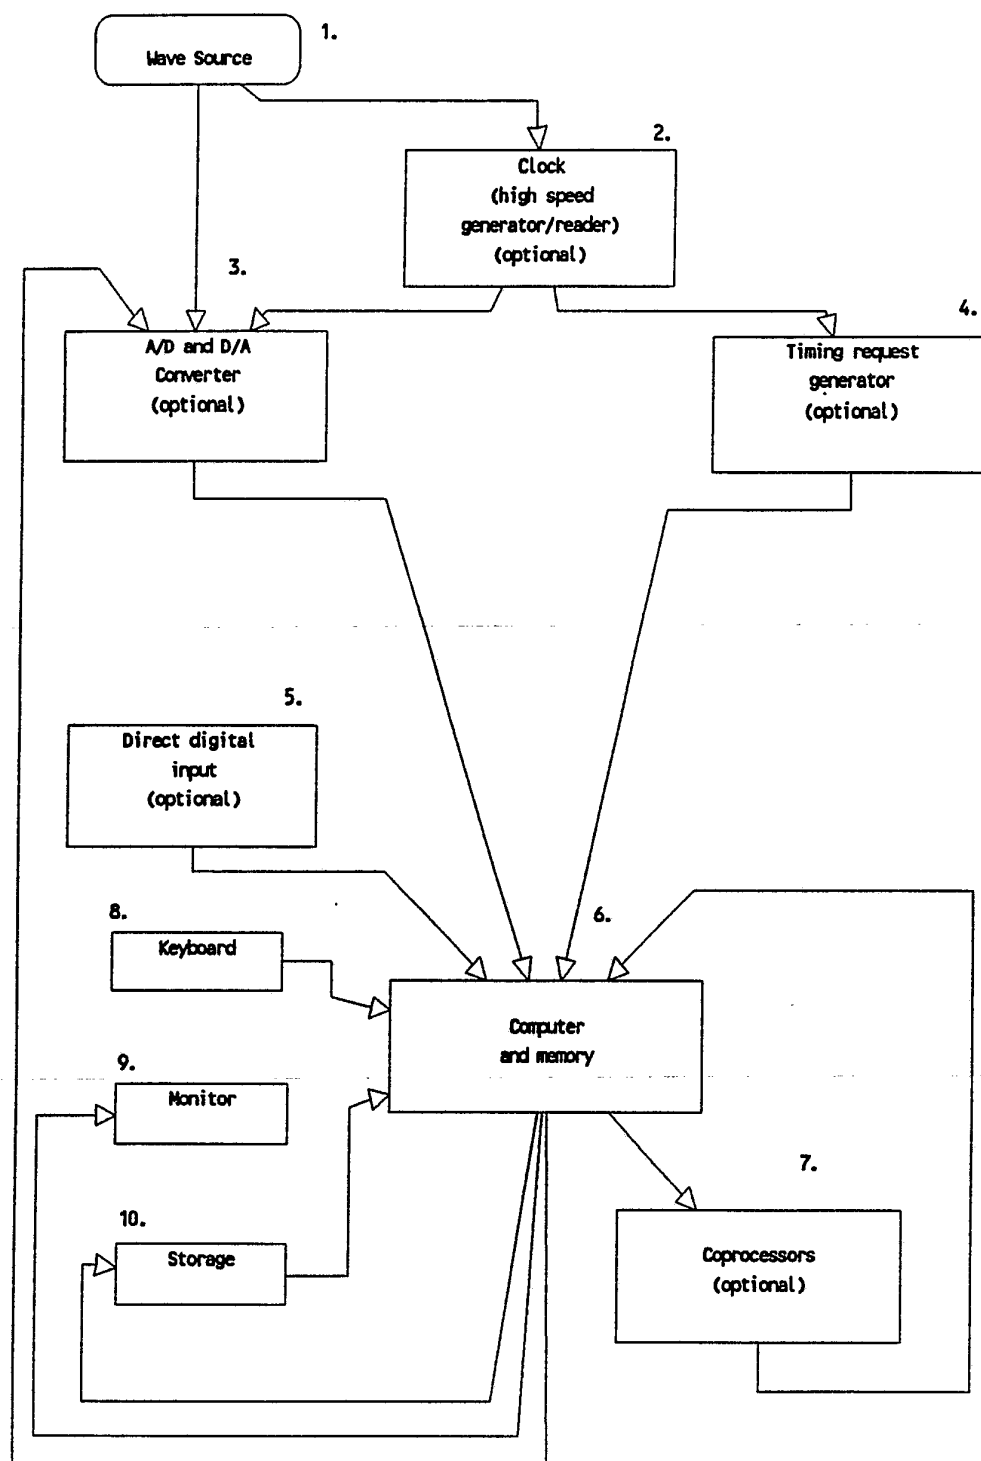 1.
Wave Source
2.
Clock
(high speed
generator/reader)
(optional)
3.
A/D and D/A
Converter
(optional)
4.
Timing request
generator
(optional)
5.
Direct digital
input
(optional)
6.
Computer
and memory
8.
Keyboard
9.
Monitor
7.
Coprocessors
(optional)
10.
Storage